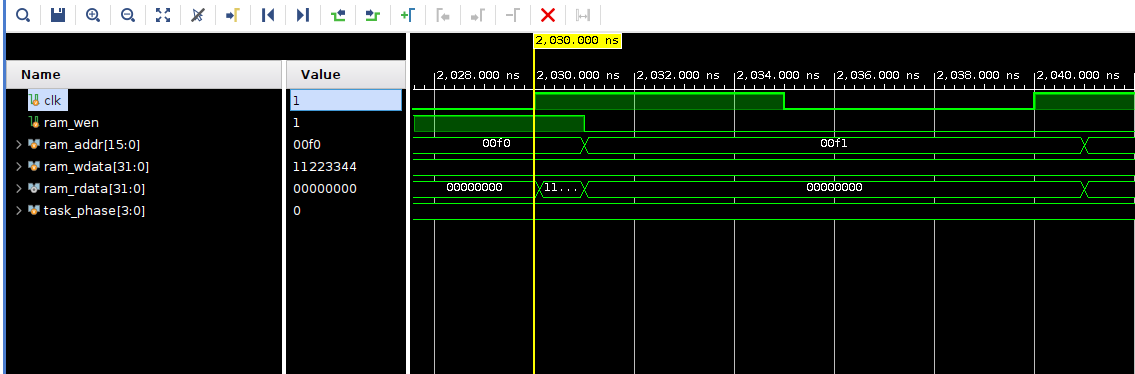 2,030.000 ns
Name Value
2,028.000 ns 2,030.000 ns 2,032.000 ns 2,034.000 ns 2,036.000 ns 2,038.000 ns 2,040.000 ns
clk 1
ram_wen 1
ram_addr[15:0] 00f0 00f0 00f1
ram_wdata[31:0] 11223344
ram_rdata[31:0] 00000000 00000000 11... 00000000
task_phase[3:0] 0